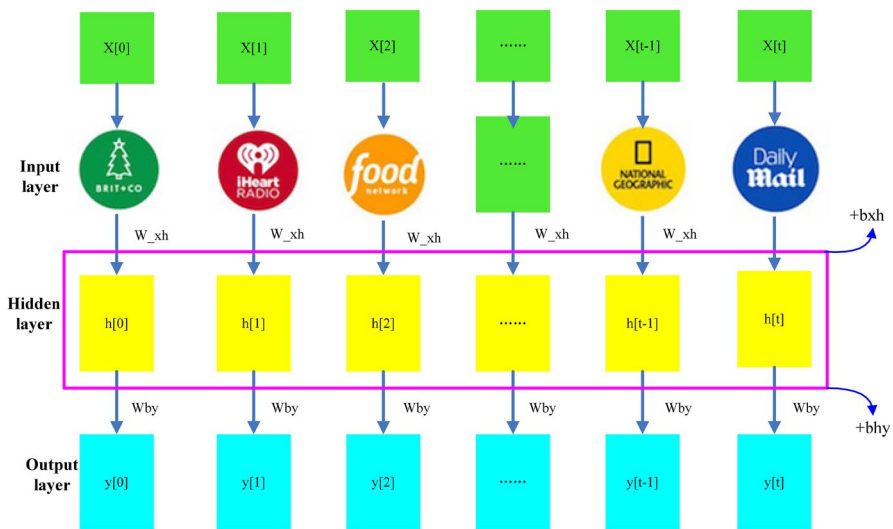 X[0] X[1] X[2] ...... X[t-1] X[t]
Input
layer
BRIT+CO
iHeart
RADIO
food
network
......
NATIONAL
GEOGRAPHIC
Daily
Mail
W_xh W_xh W_xh W_xh W_xh
+bxh
Hidden
layer
h[0] h[1] h[2] ...... h[t-1] h[t]
Wby Wby Wby Wby Wby Wby
+bhy
Output
layer
y[0] y[1] y[2] ...... y[t-1] y[t]